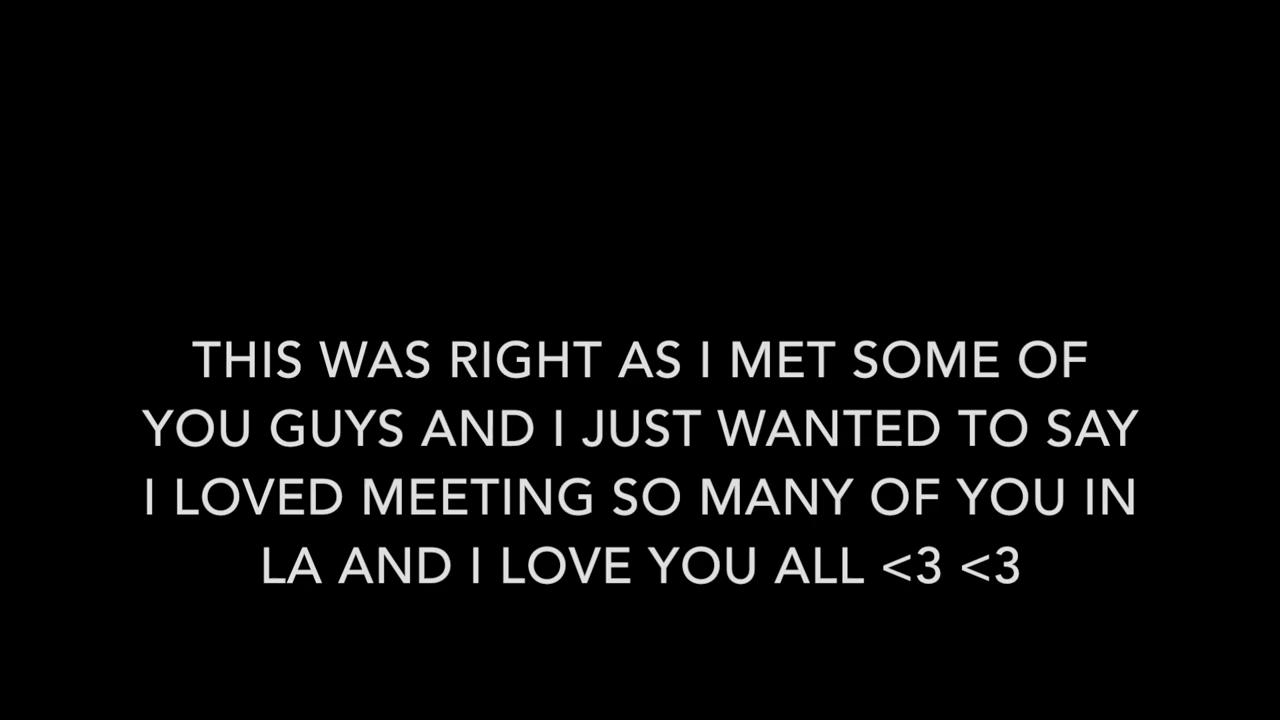 THIS WAS RIGHT AS I MET SOME OF
YOU GUYS AND I JUST WANTED TO SAY
I LOVED MEETING SO MANY OF YOU IN
LA AND I LOVE YOU ALL <3 <3